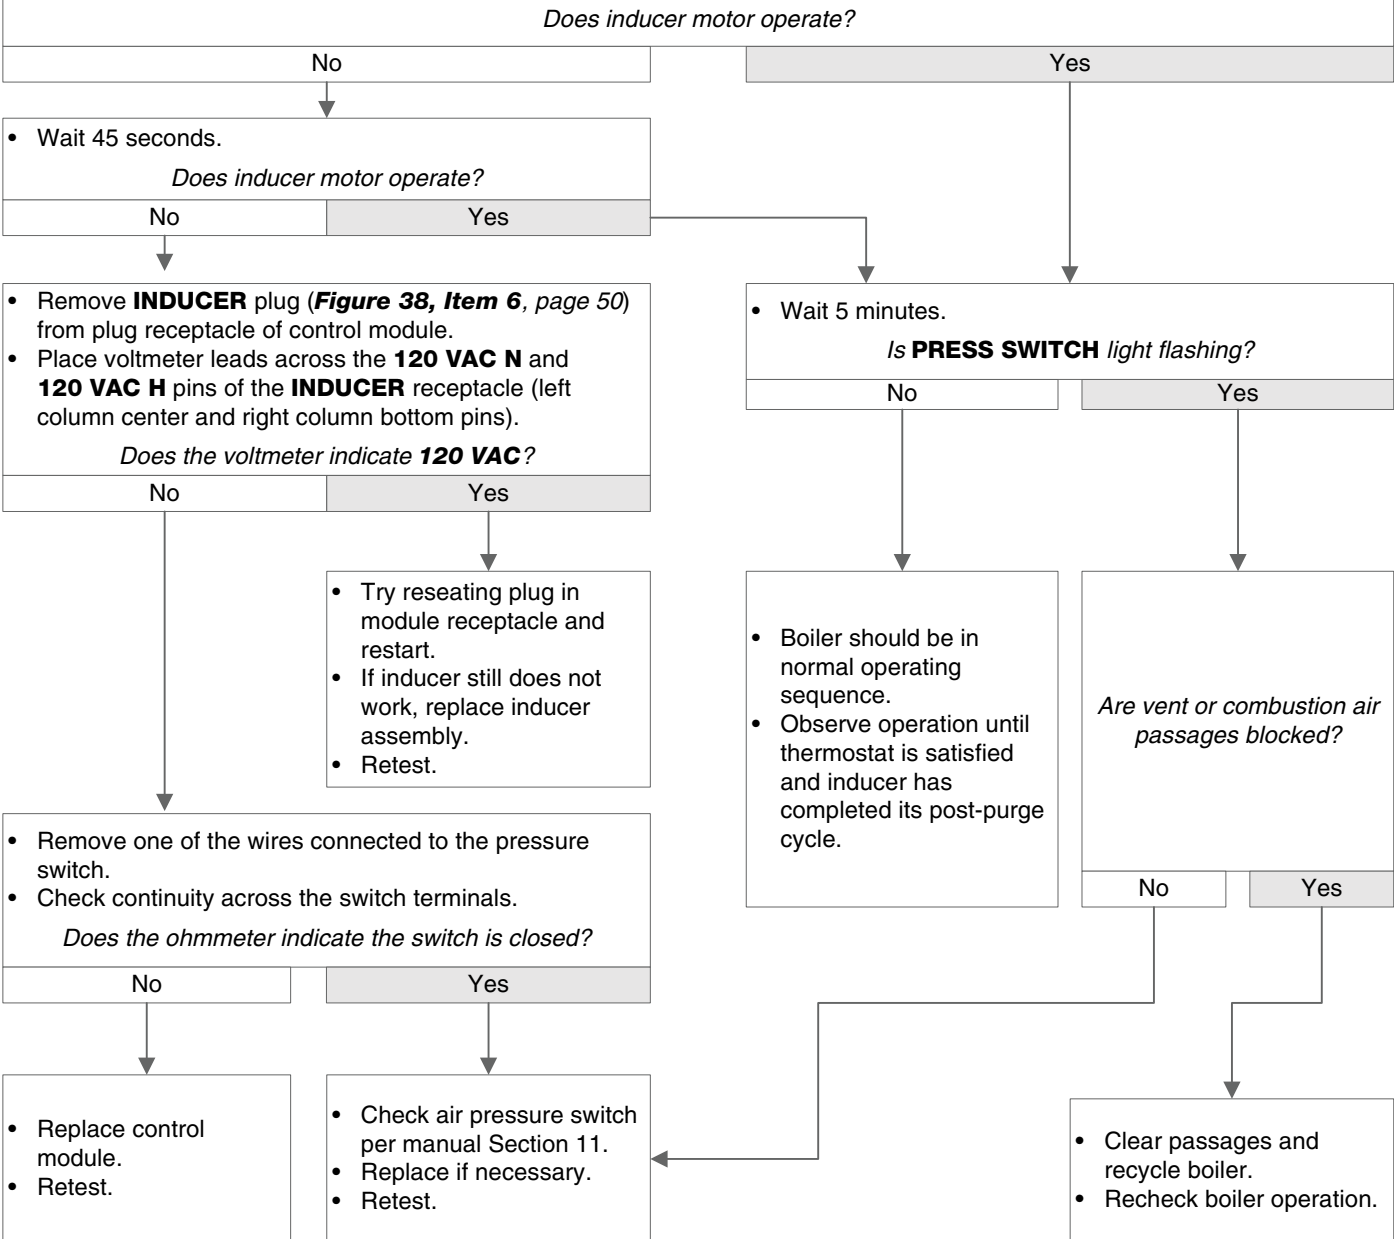 Does inducer motor operate?
No
Yes
• Wait 45 seconds.
Does inducer motor operate?
No
Yes
• Remove INDUCER plug (Figure 38, Item 6, page 50)
from plug receptacle of control module.
• Place voltmeter leads across the 120 VAC N and
120 VAC H pins of the INDUCER receptacle (left
column center and right column bottom pins).
Does the voltmeter indicate 120 VAC?
No
Yes
• Wait 5 minutes.
Is PRESS SWITCH light flashing?
No
Yes
• Try reseating plug in
module receptacle and
restart.
• If inducer still does not
work, replace inducer
assembly.
• Retest.
• Boiler should be in
normal operating
sequence.
• Observe operation until
thermostat is satisfied
and inducer has
completed its post-purge
cycle.
Are vent or combustion air
passages blocked?
No
Yes
• Remove one of the wires connected to the pressure
switch.
• Check continuity across the switch terminals.
Does the ohmmeter indicate the switch is closed?
No
Yes
• Replace control
module.
• Retest.
• Check air pressure switch
per manual Section 11.
• Replace if necessary.
• Retest.
• Clear passages and
recycle boiler.
• Recheck boiler operation.